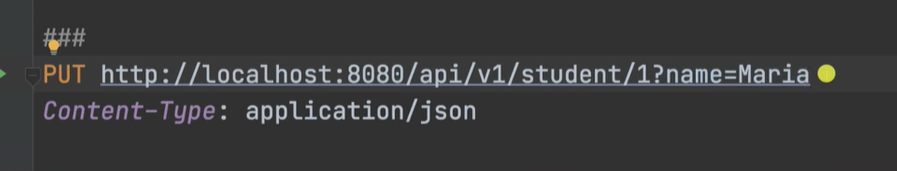 ###
PUT http://localhost:8080/api/v1/student/1?name=Maria
Content-Type: application/json